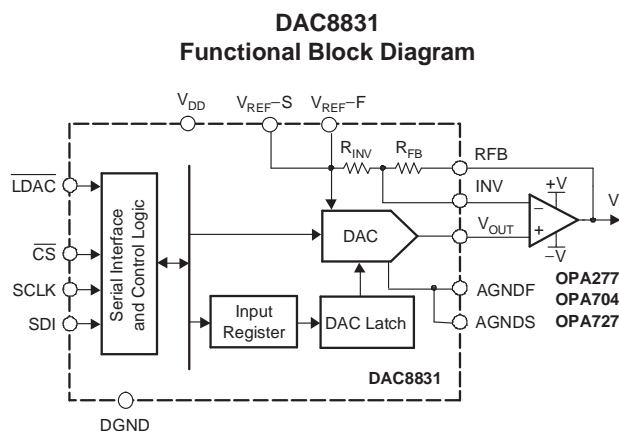 DAC8831
Functional Block Diagram
VDD
VREF−S
VREF−F
RINV
RFB
RFB
LDAC
INV
+V
V
Serial Interface
and Control Logic
−
+
−V
CS
DAC
VOUT
SCLK
AGNDF
OPA277
OPA704
SDI
Input
Register
DAC Latch
AGNDS
OPA727
DAC8831
DGND